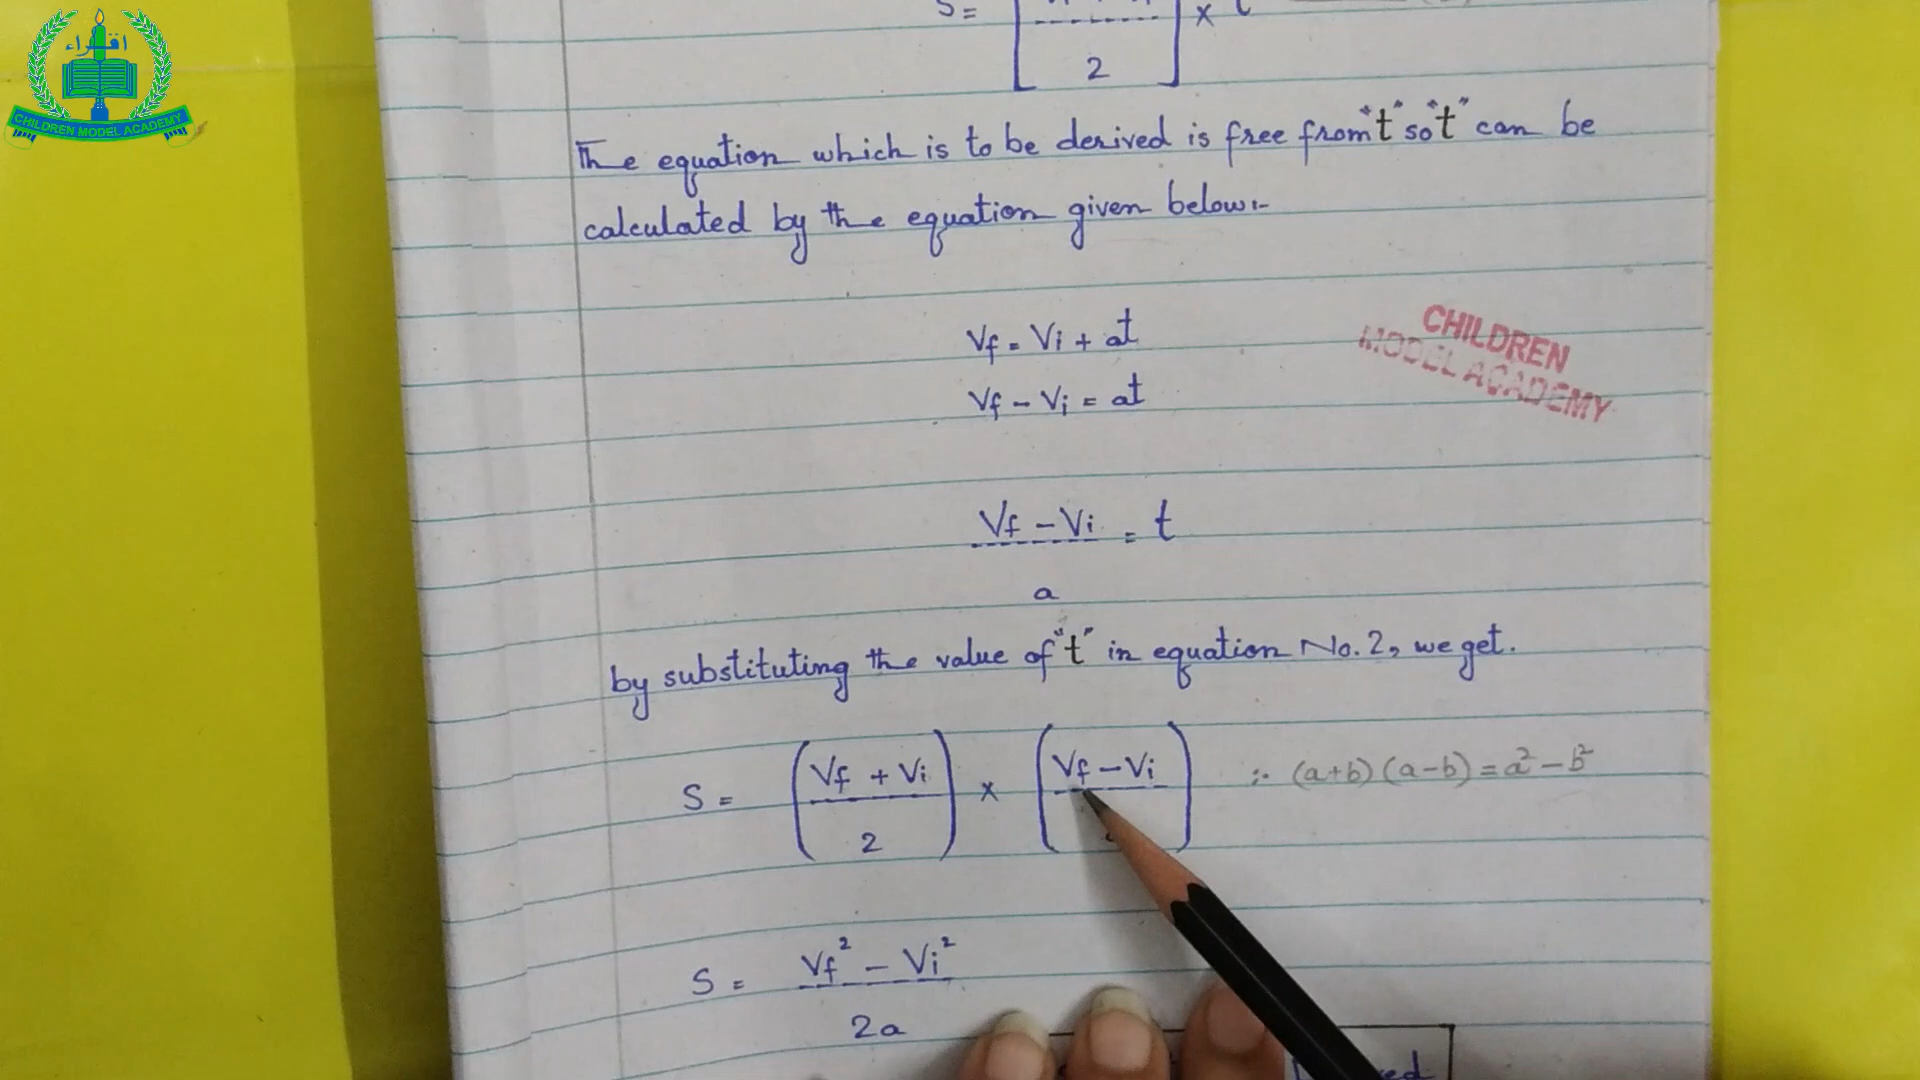 اقراء
CHILDREN MODEL ACADEMY
S =
2
×
The equation which is to be derived is free from "t" so "t" can be
calculated by the equation given below:-
Vf = Vi + at
Vf - Vi = at
CHILDREN
MODEL ACADEMY
Vf - Vi = t
a
by substituting the value of "t" in equation No. 2, we get.
S = (Vf + Vi / 2) × (Vf - Vi / ) ∵ (a+b) (a-b) = a² - b²
S = Vf² - Vi²
2a